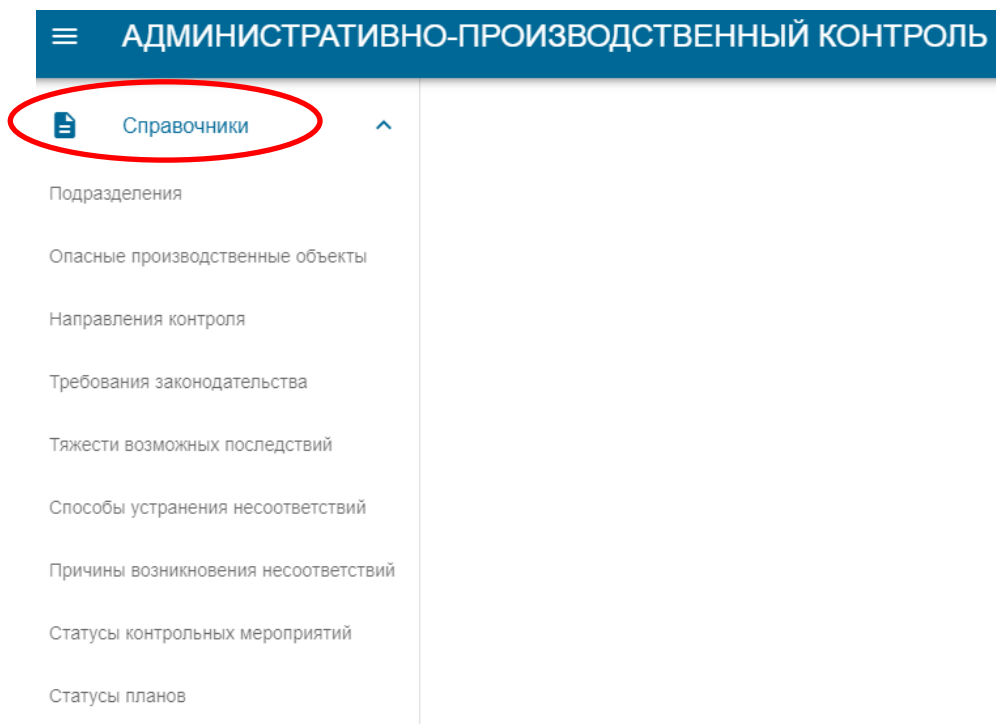 АДМИНИСТРАТИВНО-ПРОИЗВОДСТВЕННЫЙ КОНТРОЛЬ
Справочники
Подразделения
Опасные производственные объекты
Направления контроля
Требования законодательства
Тяжести возможных последствий
Способы устранения несоответствий
Причины возникновения несоответствий
Статусы контрольных мероприятий
Статусы планов